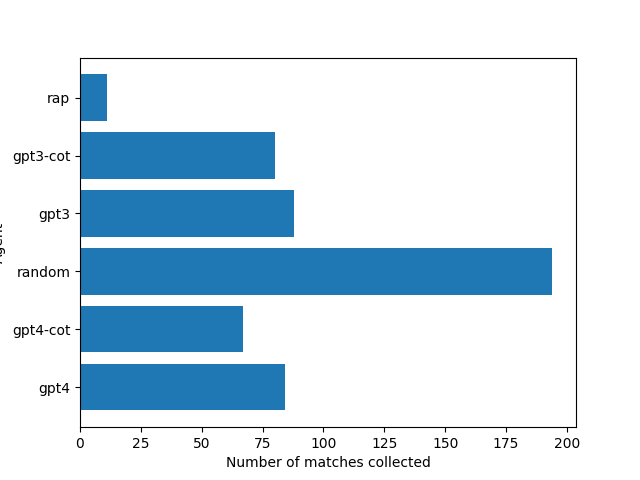 rap
gpt3-cot
gpt3
random
gpt4-cot
gpt4
0 25 50 75 100 125 150 175 200
Number of matches collected